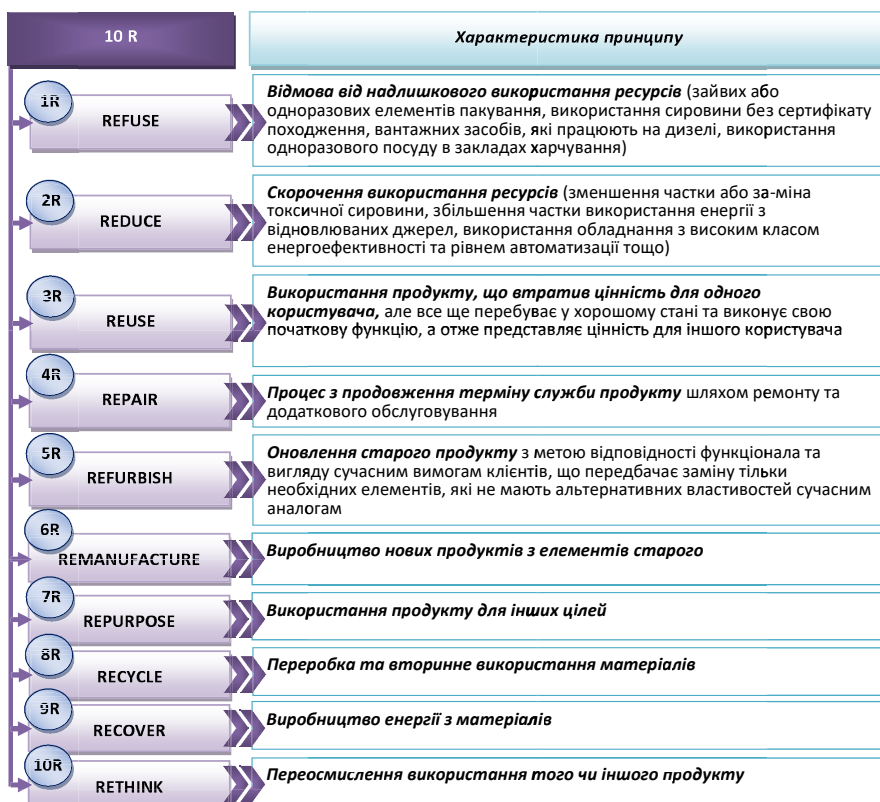 10 R
Характеристика принципу
1R
REFUSE
Відмова від надлишкового використання ресурсів (зайвих або
одноразових елементів пакування, використання сировини без сертифікату
походження, вантажних засобів, які працюють на дизелі, використання
одноразового посуду в закладах харчування)
2R
REDUCE
Скорочення використання ресурсів (зменшення частки або за-міна
токсичної сировини, збільшення частки використання енергії з
відновлюваних джерел, використання обладнання з високим класом
енергоефективності та рівнем автоматизації тощо)
3R
REUSE
Використання продукту, що втратив цінність для одного
користувача, але все ще перебуває у хорошому стані та виконує свою
початкову функцію, а отже представляє цінність для іншого користувача
4R
REPAIR
Процес з продовження терміну служби продукту шляхом ремонту та
додаткового обслуговування
5R
REFURBISH
Оновлення старого продукту з метою відповідності функціонала та
вигляду сучасним вимогам клієнтів, що передбачає заміну тільки
необхідних елементів, які не мають альтернативних властивостей сучасним
аналогам
6R
REMANUFACTURE
Виробництво нових продуктів з елементів старого
7R
REPURPOSE
Використання продукту для інших цілей
8R
RECYCLE
Переробка та вторинне використання матеріалів
9R
RECOVER
Виробництво енергії з матеріалів
10R
RETHINK
Переосмислення використання того чи іншого продукту